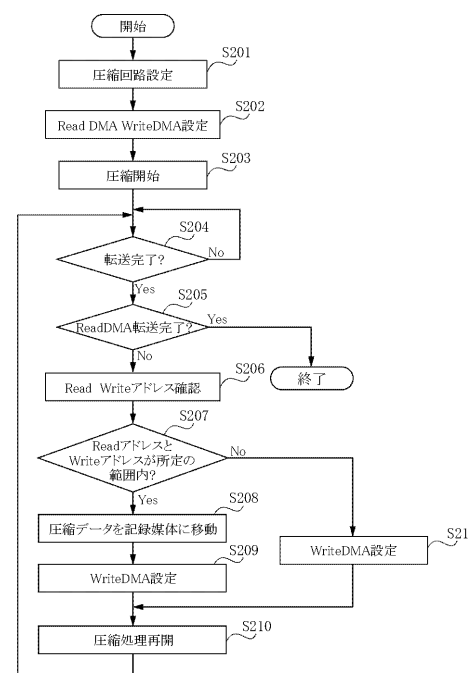 開始
圧縮回路設定
S201
Read DMA WriteDMA設定
S202
圧縮開始
S203
転送完了?
S204
No
Yes
ReadDMA転送完了?
S205
Yes
No
終了
Read Writeアドレス確認
S206
Readアドレスと
Writeアドレスが所定の
範囲内?
S207
No
Yes
圧縮データを記録媒体に移動
S208
WriteDMA設定
S21
WriteDMA設定
S209
圧縮処理再開
S210